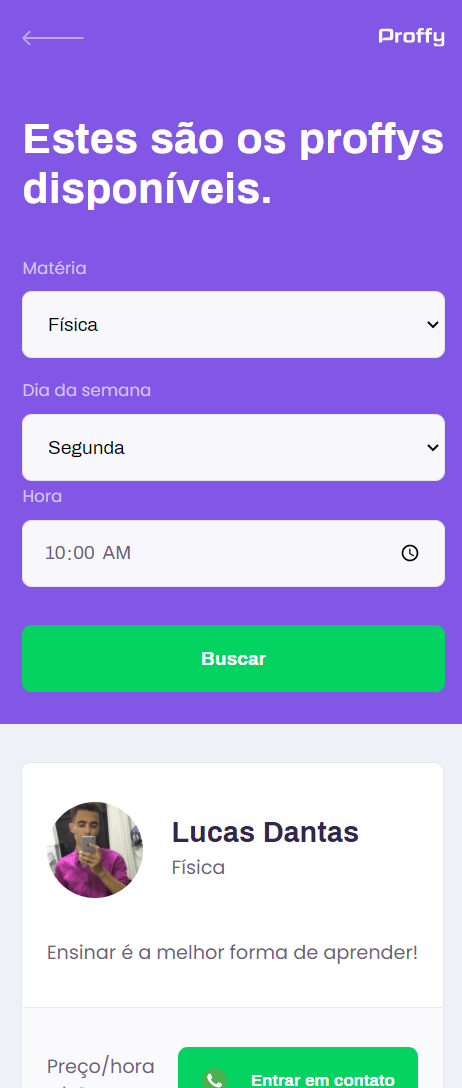 Proffy
Estes são os proffys
disponíveis.
Matéria
Física
Dia da semana
Segunda
Hora
10:00 AM
Buscar
Lucas Dantas
Física
Ensinar é a melhor forma de aprender!
Preço/hora
Entrar em contato